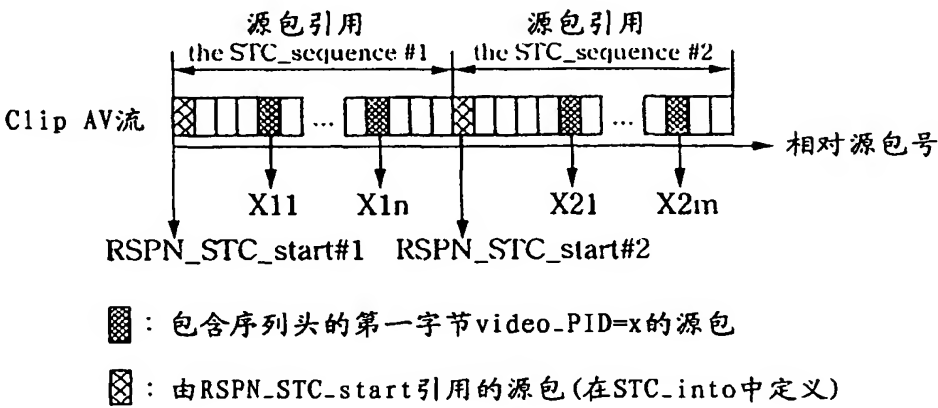 源包引用 源包引用
the STC_sequence #1 the STC_sequence #2
Clip AV流
... ...
相对源包号
X11 X1n X21 X2m
RSPN_STC_start#1 RSPN_STC_start#2
：包含序列头的第一字节video_PID=x的源包
：由RSPN_STC_start引用的源包(在STC_into中定义)